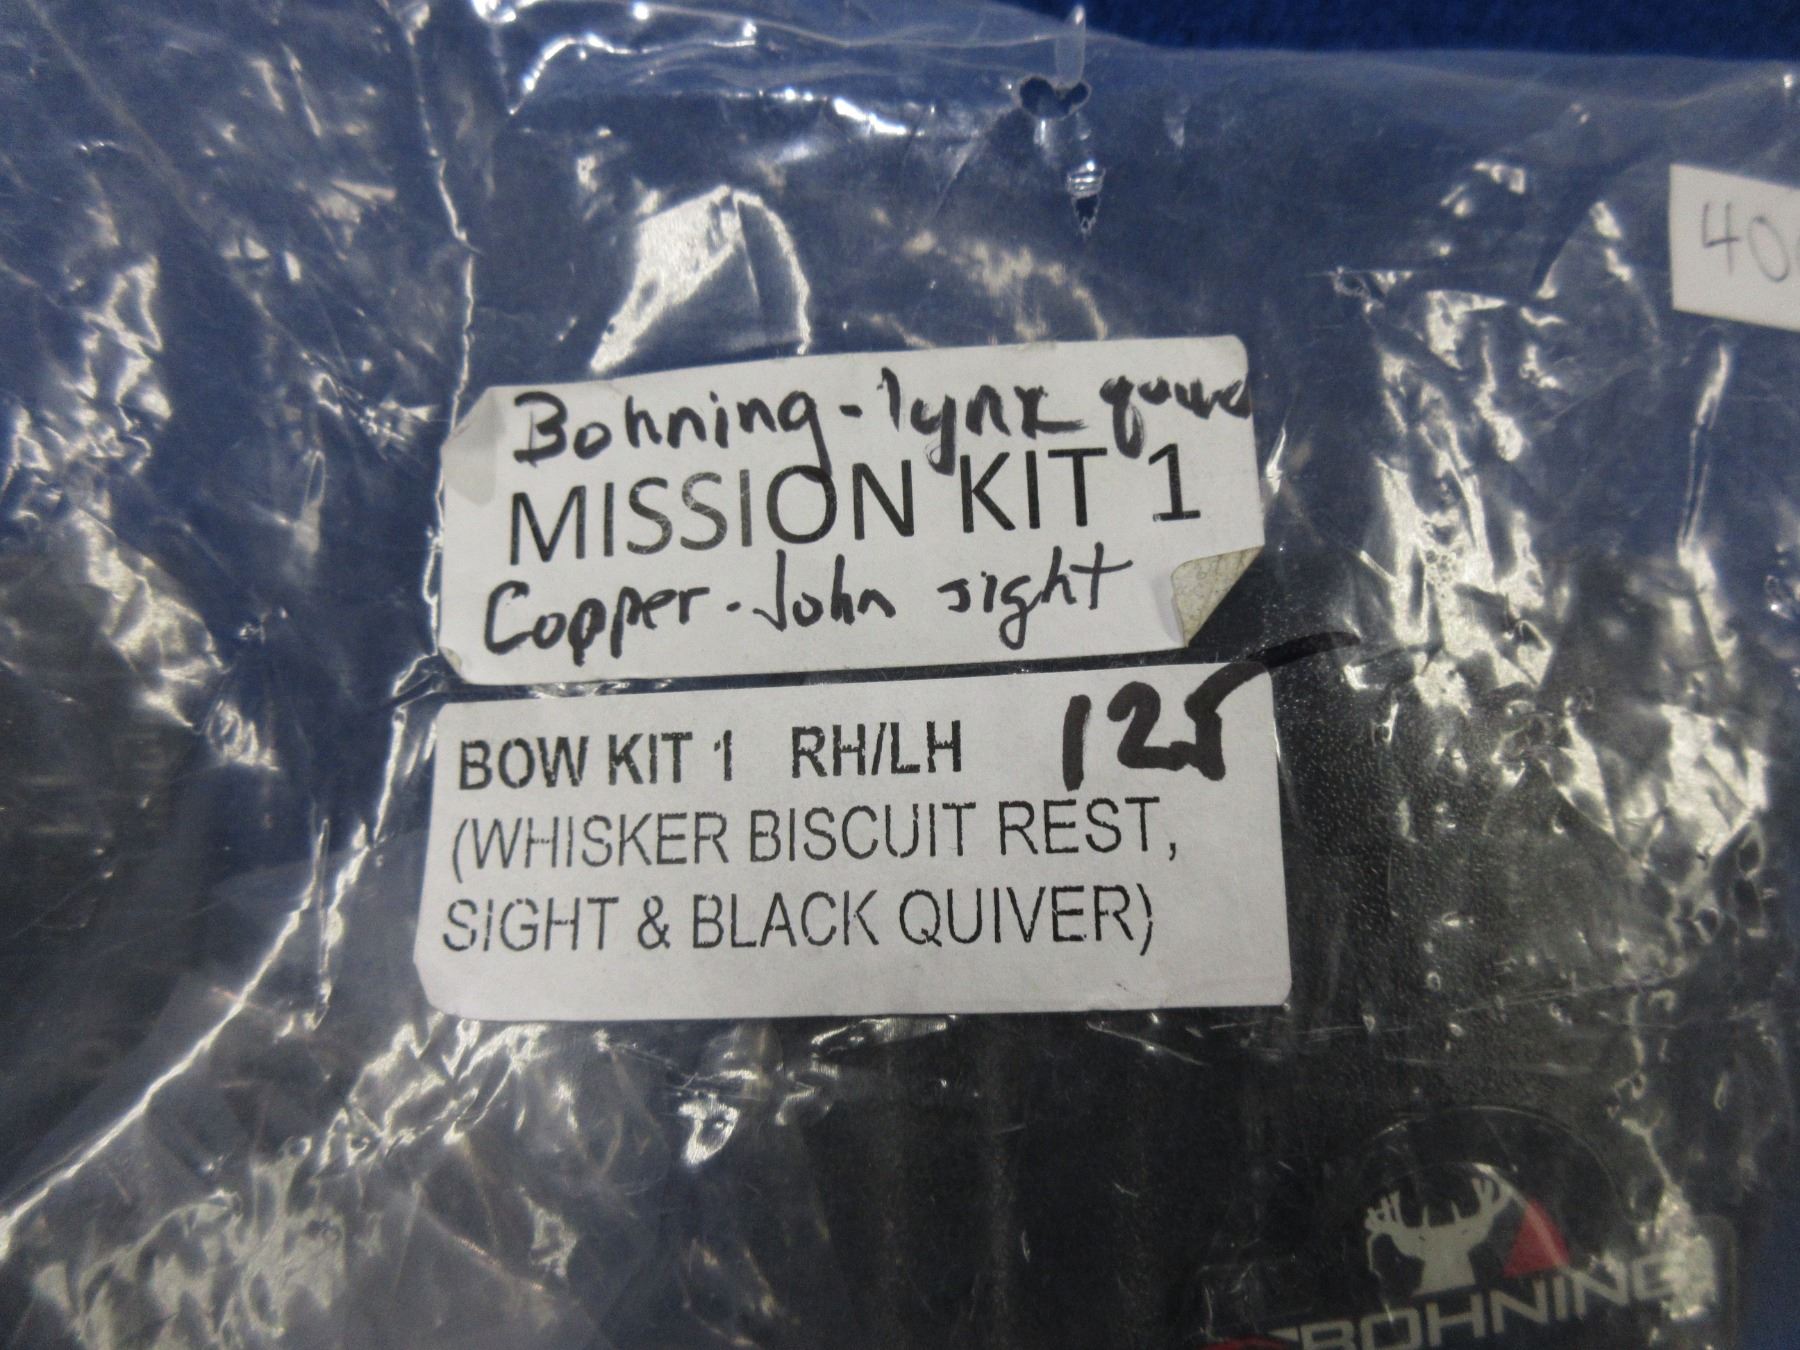 40
Bohning - lynx
MISSION KIT 1
Copper - John sight
BOW KIT 1 RH/LH 125
(WHISKER BISCUIT REST,
SIGHT & BLACK QUIVER)
BOHNING